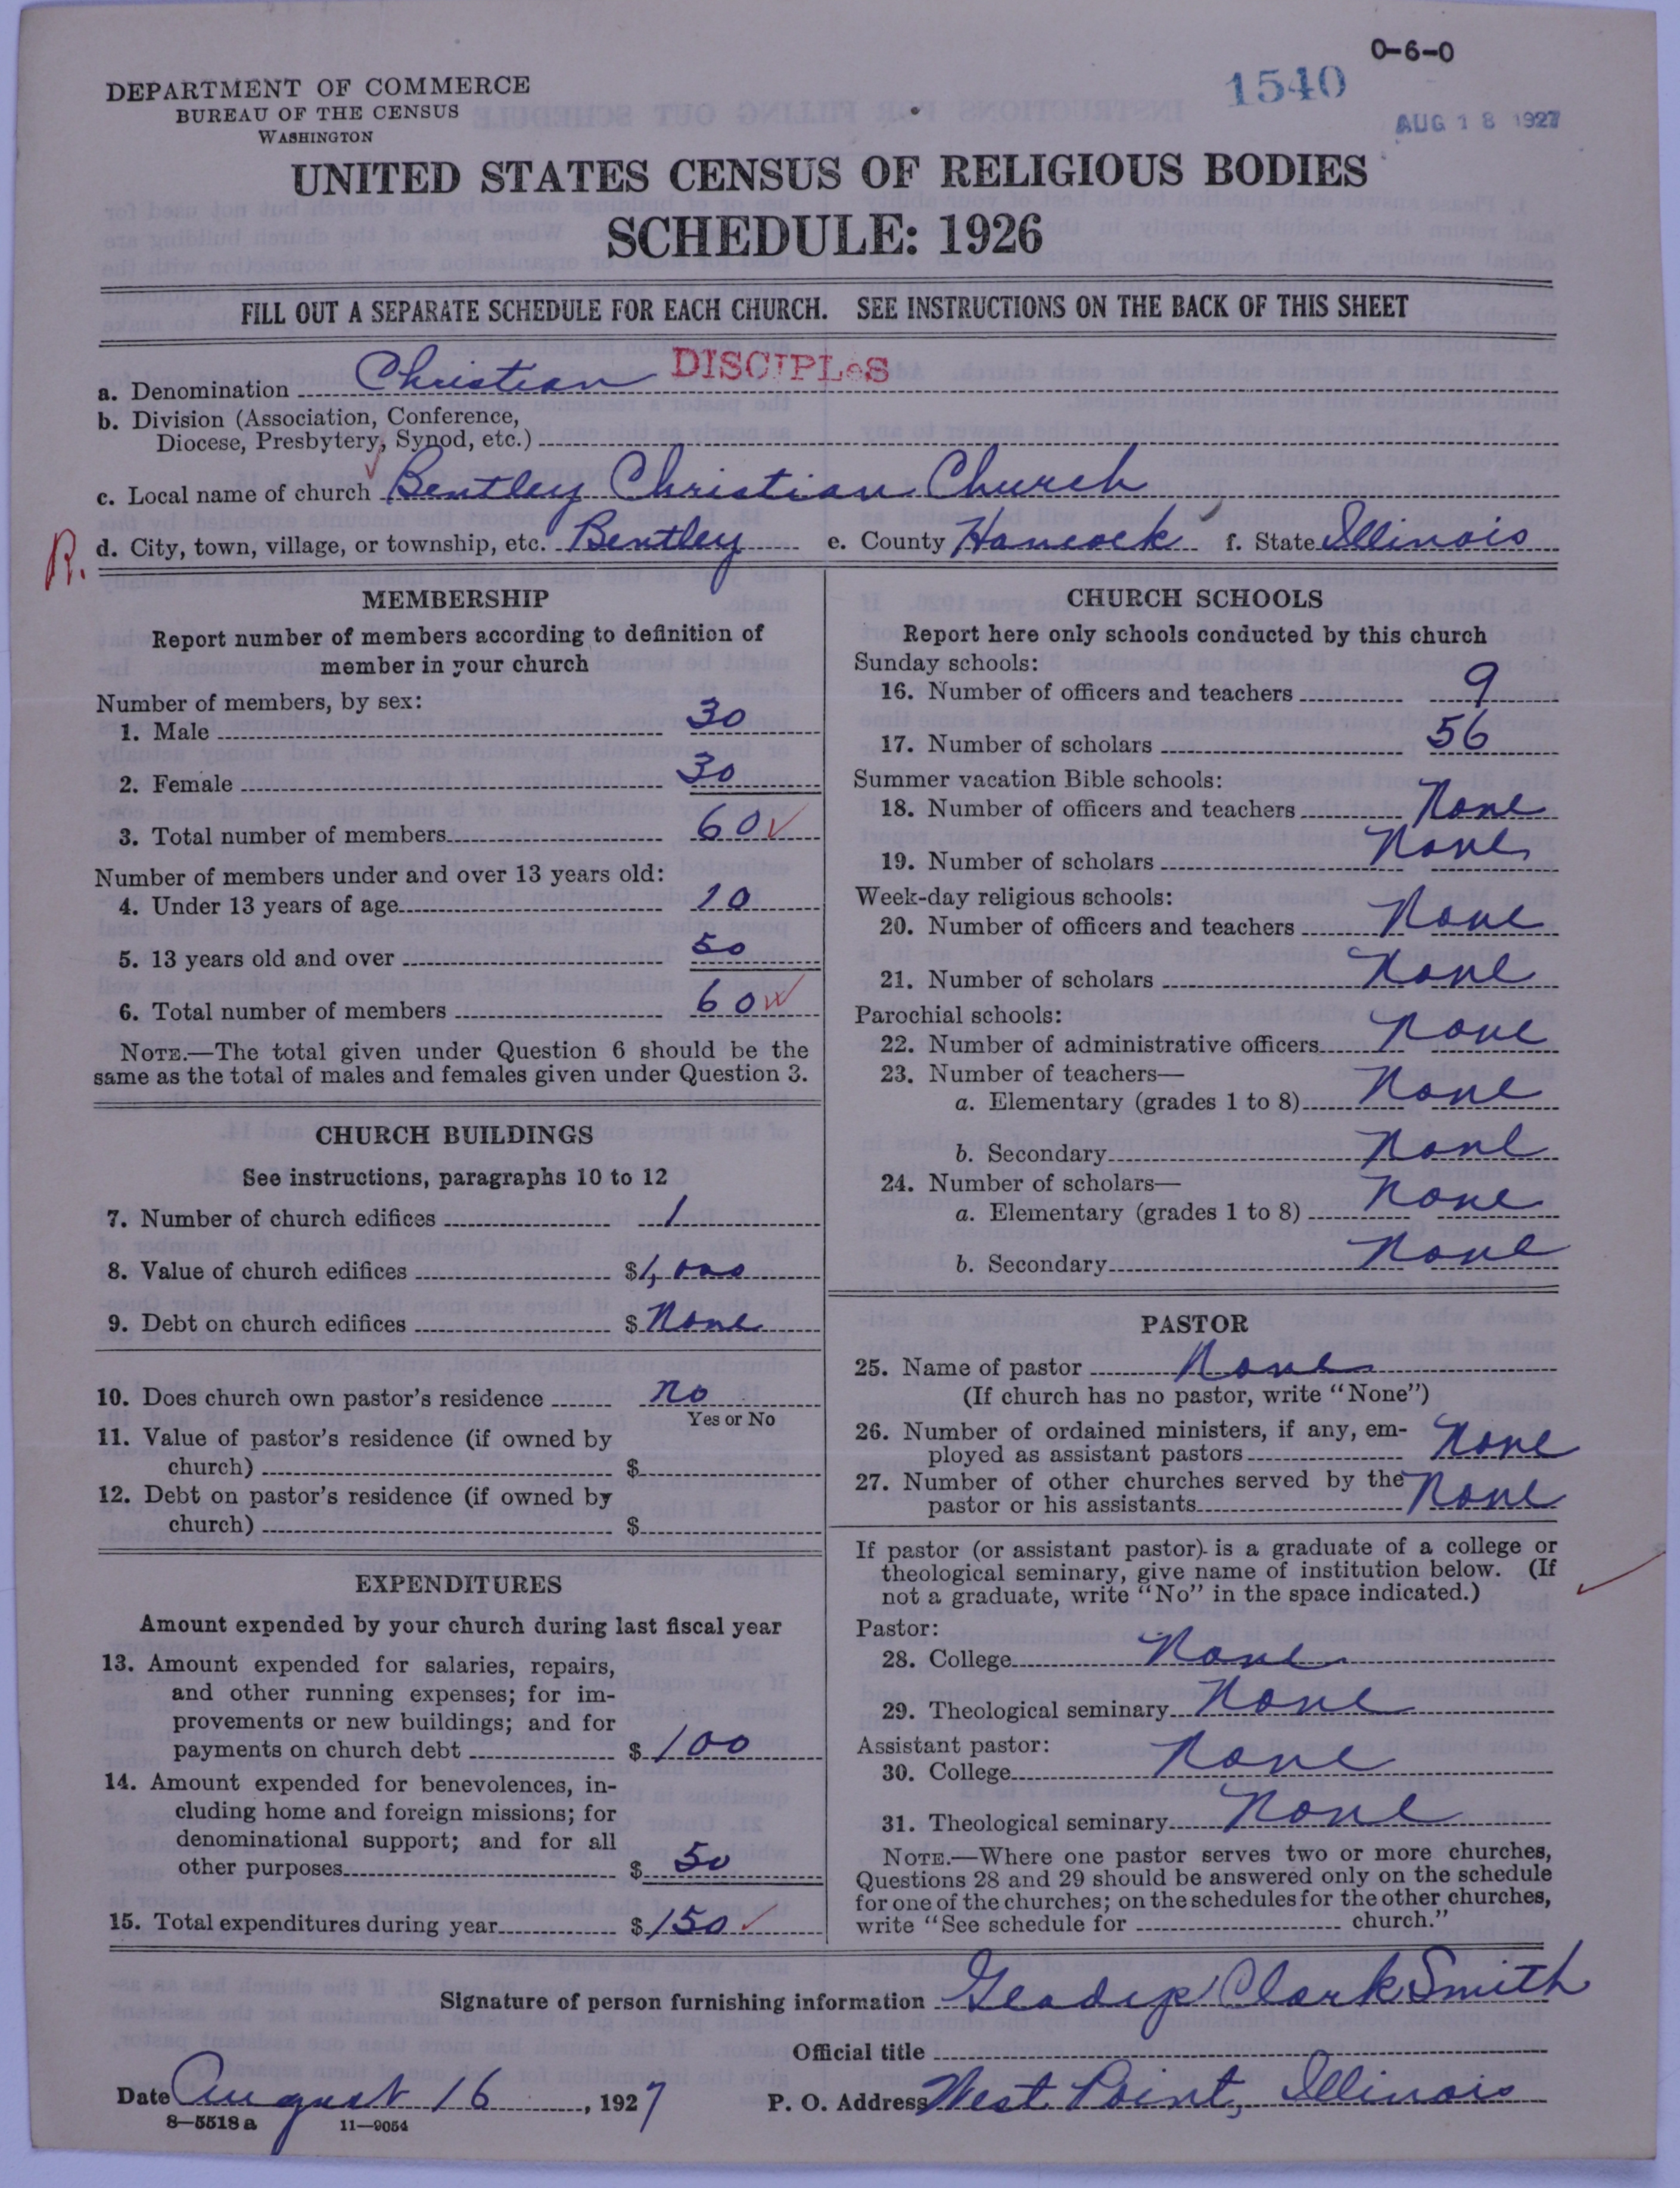 0-6-0
1540
AUG 18 1927
DEPARTMENT OF COMMERCE
BUREAU OF THE CENSUS
WASHINGTON
UNITED STATES CENSUS OF RELIGIOUS BODIES
SCHEDULE: 1926
FILL OUT A SEPARATE SCHEDULE FOR EACH CHURCH. SEE INSTRUCTIONS ON THE BACK OF THIS SHEET
a. Denomination Christian DISCIPLeS
b. Division (Association, Conference,
Diocese, Presbytery, Synod, etc.)
c. Local name of church Bentley Christian Church
R. d. City, town, village, or township, etc. Bentley e. County Hancock f. State Illinois
MEMBERSHIP
Report number of members according to definition of
member in your church
Number of members, by sex:
1. Male 30
2. Female 30
3. Total number of members 60
Number of members under and over 13 years old:
4. Under 13 years of age 10
5. 13 years old and over 50
6. Total number of members 60
NOTE.—The total given under Question 6 should be the
same as the total of males and females given under Question 3.
CHURCH BUILDINGS
See instructions, paragraphs 10 to 12
7. Number of church edifices 1
8. Value of church edifices $1,000
9. Debt on church edifices $ None
10. Does church own pastor's residence no
Yes or No
11. Value of pastor's residence (if owned by
church) $
12. Debt on pastor's residence (if owned by
church) $
EXPENDITURES
Amount expended by your church during last fiscal year
13. Amount expended for salaries, repairs,
and other running expenses; for im-
provements or new buildings; and for
payments on church debt $ 100
14. Amount expended for benevolences, in-
cluding home and foreign missions; for
denominational support; and for all
other purposes $ 50
15. Total expenditures during year $ 150
CHURCH SCHOOLS
Report here only schools conducted by this church
Sunday schools:
16. Number of officers and teachers 9
17. Number of scholars 56
Summer vacation Bible schools:
18. Number of officers and teachers None
19. Number of scholars None
Week-day religious schools:
20. Number of officers and teachers None
21. Number of scholars None
Parochial schools:
22. Number of administrative officers None
23. Number of teachers—
a. Elementary (grades 1 to 8) None
b. Secondary None
24. Number of scholars—
a. Elementary (grades 1 to 8) None
b. Secondary None
PASTOR
25. Name of pastor None
(If church has no pastor, write "None")
26. Number of ordained ministers, if any, em-
ployed as assistant pastors None
27. Number of other churches served by the
pastor or his assistants None
If pastor (or assistant pastor) is a graduate of a college or
theological seminary, give name of institution below. (If
not a graduate, write "No" in the space indicated.)
Pastor:
28. College None
29. Theological seminary None
Assistant pastor:
30. College None
31. Theological seminary None
NOTE.—Where one pastor serves two or more churches,
Questions 28 and 29 should be answered only on the schedule
for one of the churches; on the schedules for the other churches,
write "See schedule for church."
Signature of person furnishing information Clark Smith
Official title
Date August 16, 1927 P. O. Address West Point, Illinois
8—5518 a 11—9054